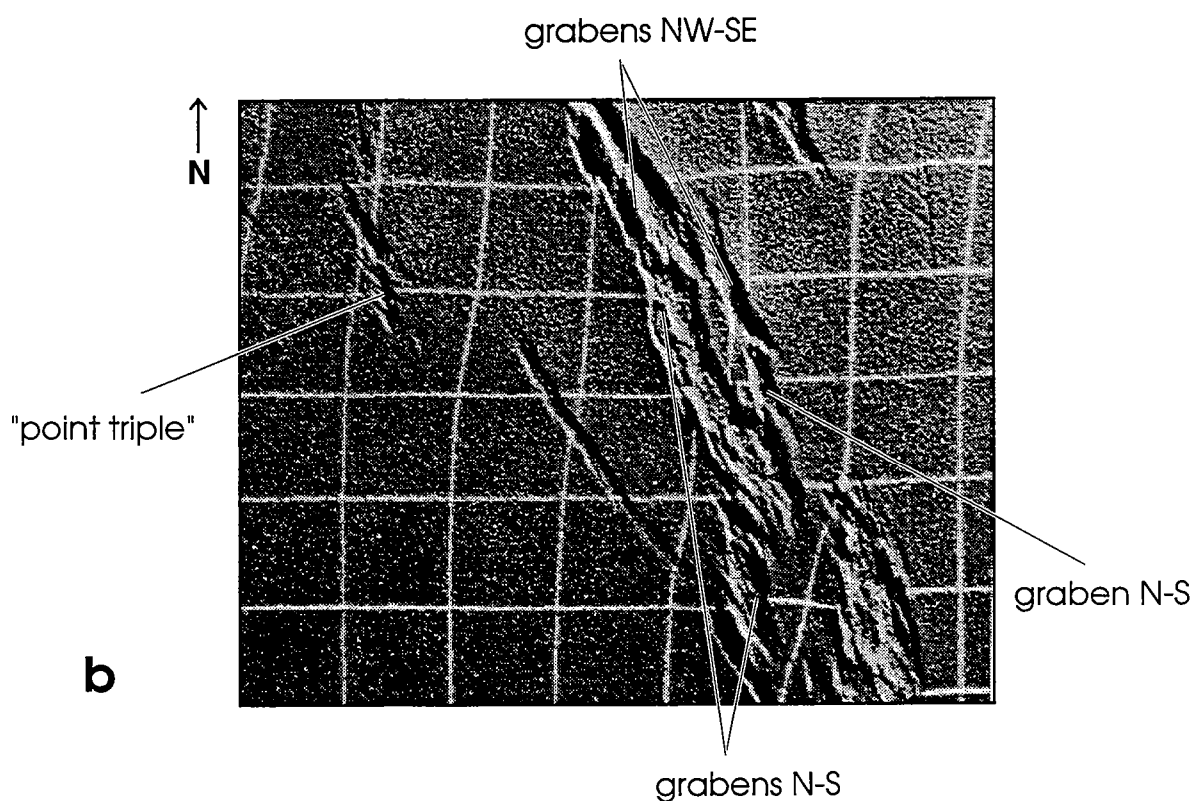 grabens NW-SE
N
"point triple"
graben N-S
b
grabens N-S